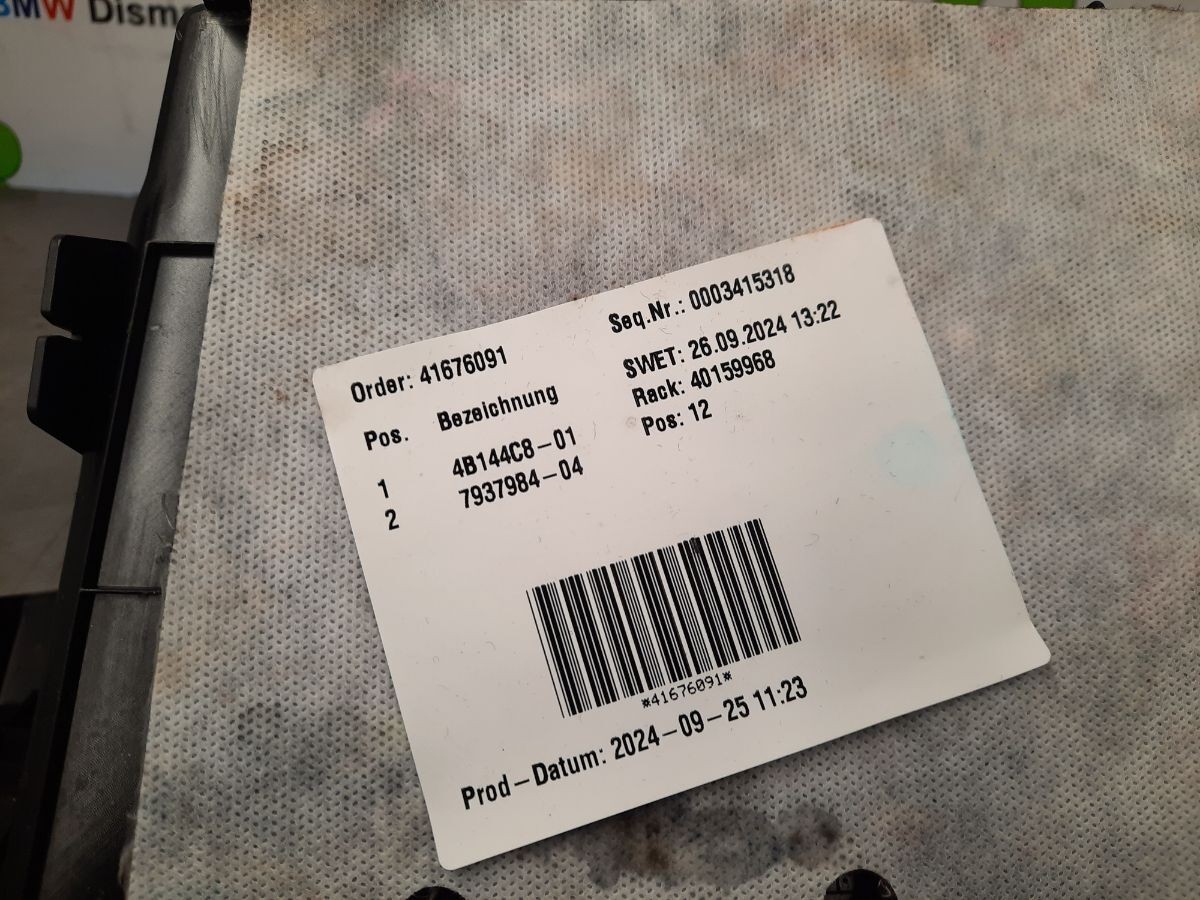 BMW
Order: 41676091
Seq.Nr.: 0003415318
Pos. Bezeichnung
SWET: 26.09.2024 13:22
Rack: 40159968
Pos: 12
1 4B144C8-01
2 7937984-04
*41676091*
Prod-Datum: 2024-09-25 11:23